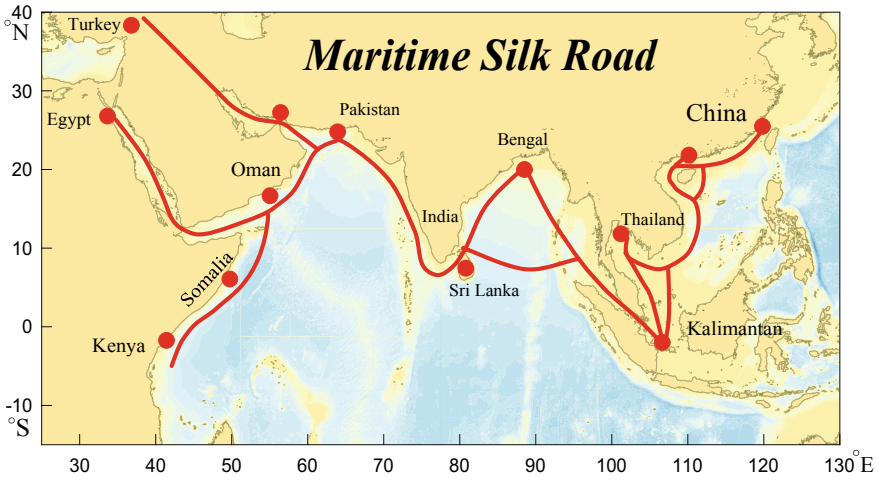 40
°N
Turkey
Maritime Silk Road
30
Pakistan
China
Egypt
Bengal
20
Oman
India
Thailand
10
Somalia
Sri Lanka
0
Kalimantan
Kenya
-10
°S
30 40 50 60 70 80 90 100 110 120 130 °E